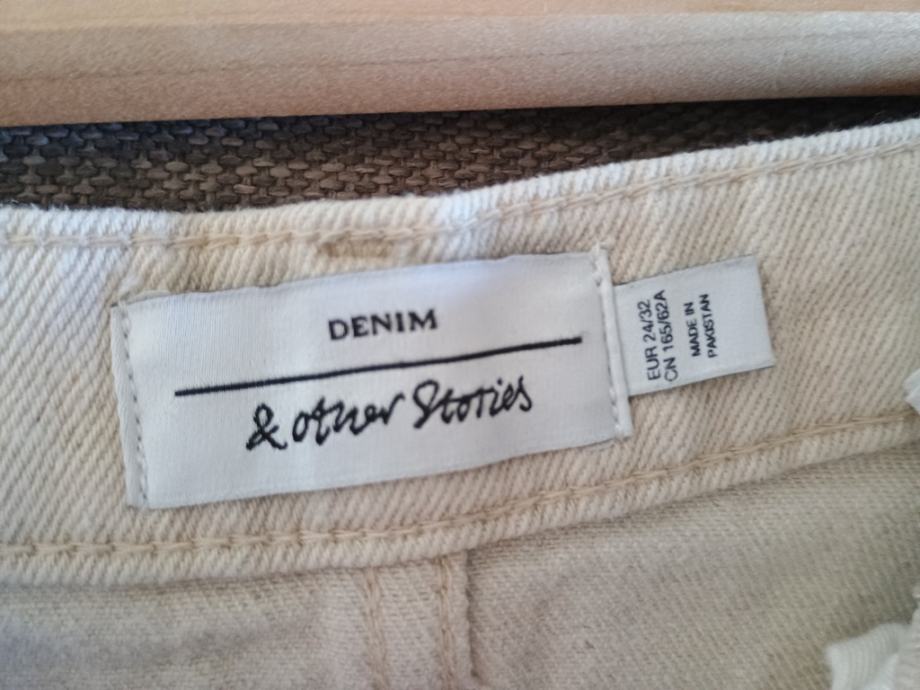 DENIM
& other Stories
EUR 24/32
CN 165/62A
MADE IN
PAKISTAN